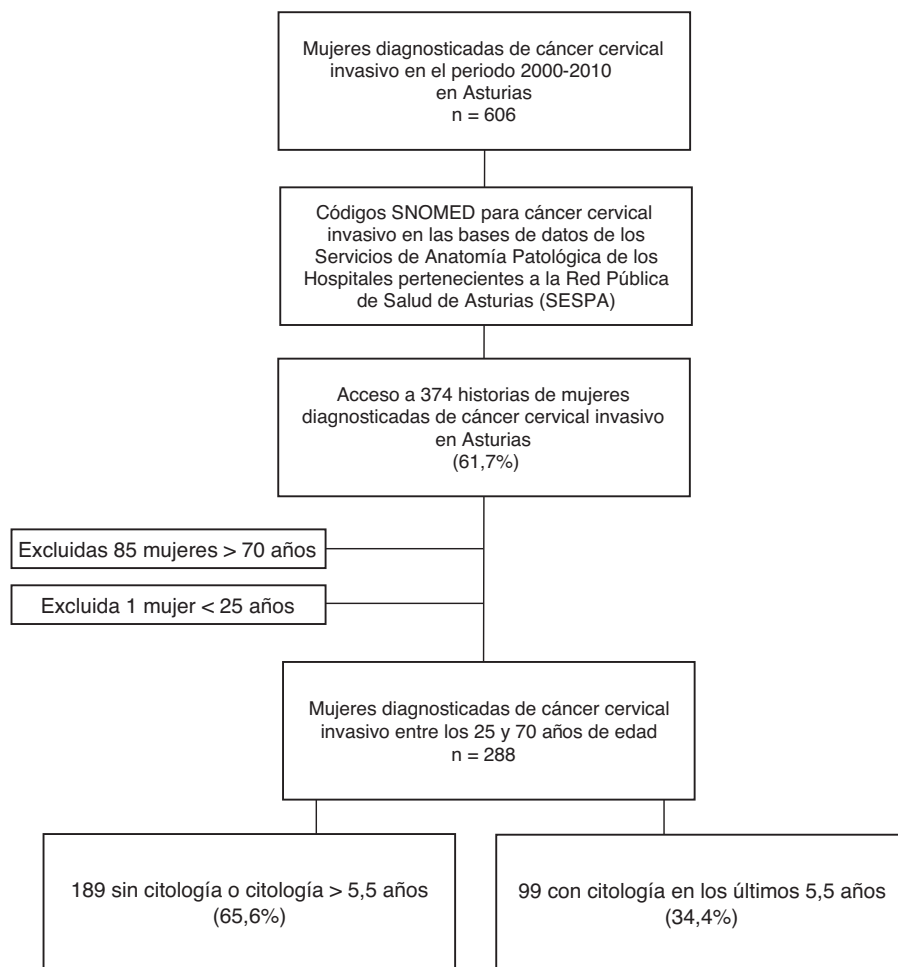 Mujeres diagnosticadas de cáncer cervical
invasivo en el periodo 2000-2010
en Asturias
n = 606
Códigos SNOMED para cáncer cervical
invasivo en las bases de datos de los
Servicios de Anatomía Patológica de los
Hospitales pertenecientes a la Red Pública
de Salud de Asturias (SESPA)
Acceso a 374 historias de mujeres
diagnosticadas de cáncer cervical invasivo
en Asturias
(61,7%)
Excluidas 85 mujeres > 70 años
Excluida 1 mujer < 25 años
Mujeres diagnosticadas de cáncer cervical
invasivo entre los 25 y 70 años de edad
n = 288
189 sin citología o citología > 5,5 años
(65,6%)
99 con citología en los últimos 5,5 años
(34,4%)